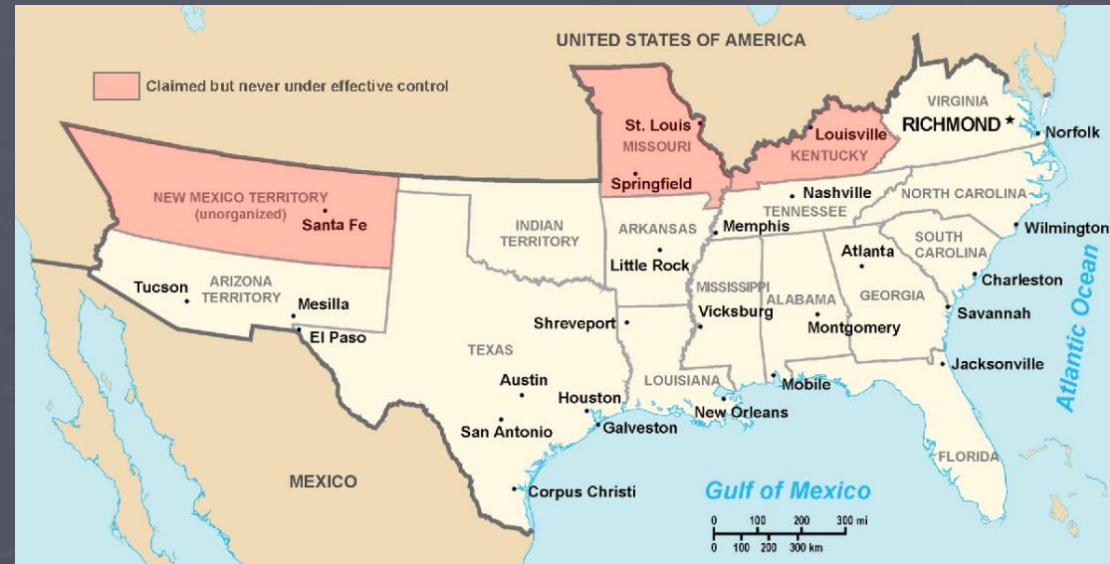 UNITED STATES OF AMERICA
Claimed but never under effective control
VIRGINIA
RICHMOND
Norfolk
St. Louis
MISSOURI
Louisville
KENTUCKY
Springfield
NEW MEXICO TERRITORY
(unorganized)
Santa Fe
Nashville
TENNESSEE
NORTH CAROLINA
INDIAN
TERRITORY
ARKANSAS
Memphis
Wilmington
Little Rock
Atlanta
SOUTH
CAROLINA
Charleston
ARIZONA
TERRITORY
Tucson
Mesilla
El Paso
MISSISSIPPI
Vicksburg
ALABAMA
Montgomery
GEORGIA
Savannah
Shreveport
TEXAS
Jacksonville
Atlantic Ocean
Austin
Houston
LOUISIANA
Mobile
New Orleans
San Antonio
Galveston
FLORIDA
MEXICO
Corpus Christi
Gulf of Mexico
0 100 200 300 mi
0 100 200 300 km